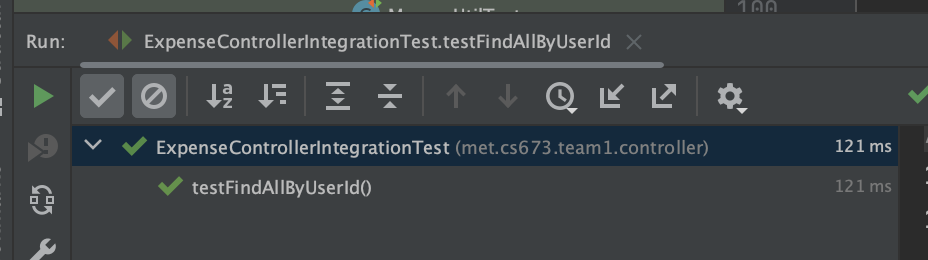 100
Run: ExpenseControllerIntegrationTest.testFindAllByUserId
ExpenseControllerIntegrationTest (met.cs673.team1.controller) 121 ms
testFindAllByUserId() 121 ms